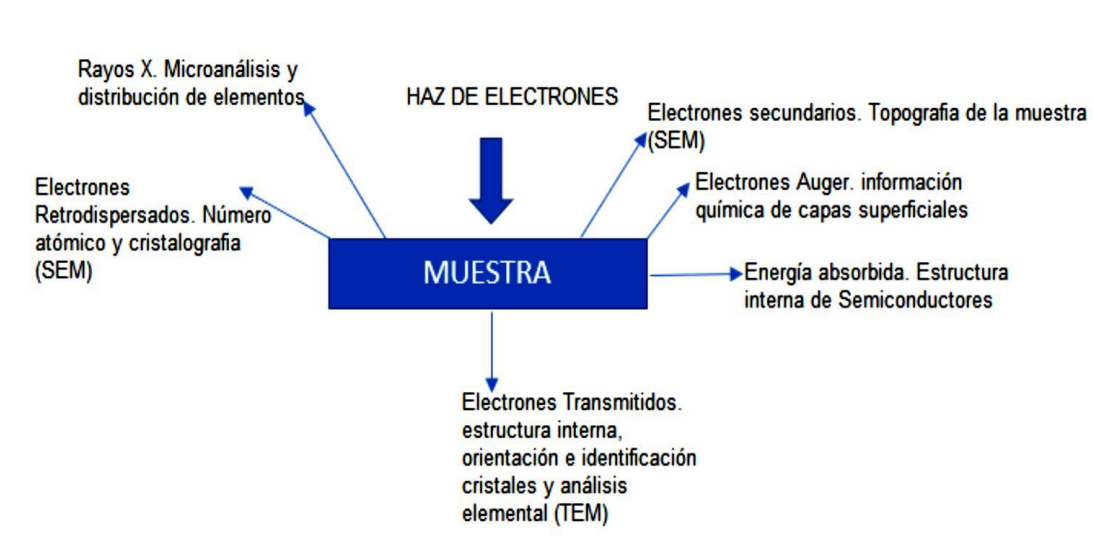 Rayos X. Microanálisis y
distribución de elementos
HAZ DE ELECTRONES
Electrones secundarios. Topografia de la muestra
(SEM)
Electrones
Retrodispersados. Número
atómico y cristalografia
(SEM)
Electrones Auger. información
química de capas superficiales
MUESTRA
Energía absorbida. Estructura
interna de Semiconductores
Electrones Transmitidos.
estructura interna,
orientación e identificación
cristales y análisis
elemental (TEM)